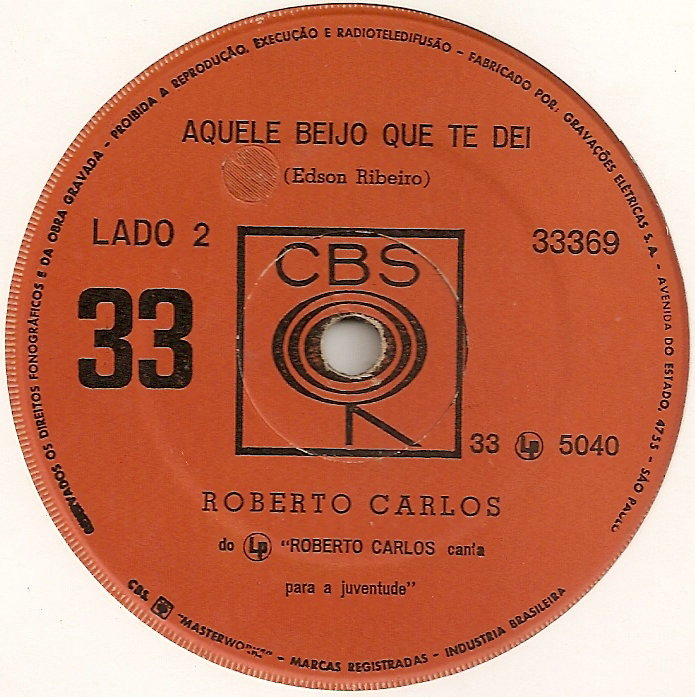 RESERVADOS OS DIREITOS FONOGRÁFICOS E DA OBRA GRAVADA - PROIBIDA A REPRODUÇÃO, EXECUÇÃO E RADIOTELEDIFUSÃO - FABRICADO POR: GRAVAÇÕES ELÉTRICAS S. A. - AVENIDA DO ESTADO, 4755 - SÃO PAULO
AQUELE BEIJO QUE TE DEI
(Edson Ribeiro)
LADO 2
33369
CBS
33
33 Lp 5040
ROBERTO CARLOS
do Lp "ROBERTO CARLOS canta
para a juventude"
CBS, "MASTERWORKS" - MARCAS REGISTRADAS - INDUSTRIA BRASILEIRA